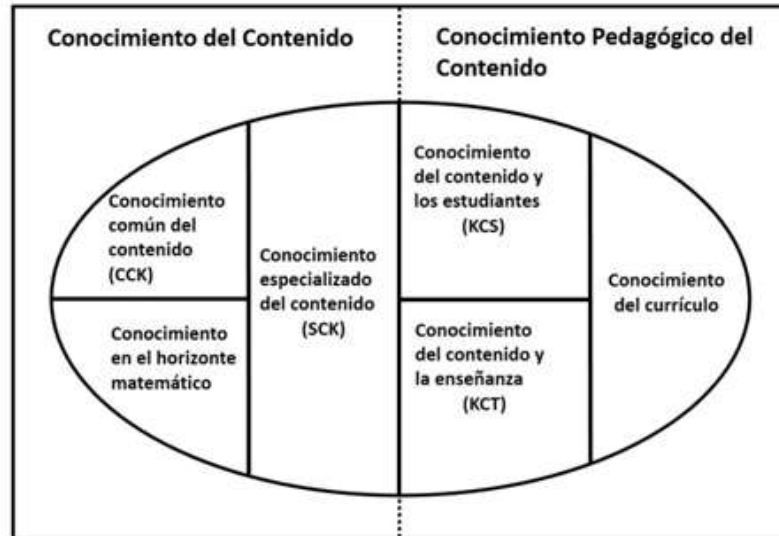 Conocimiento del Contenido
Conocimiento Pedagógico del
Contenido
Conocimiento
común del
contenido
(CCK)
Conocimiento
en el horizonte
matemático
Conocimiento
especializado
del contenido
(SCK)
Conocimiento
del contenido y
los estudiantes
(KCS)
Conocimiento
del contenido y
la enseñanza
(KCT)
Conocimiento
del currículo